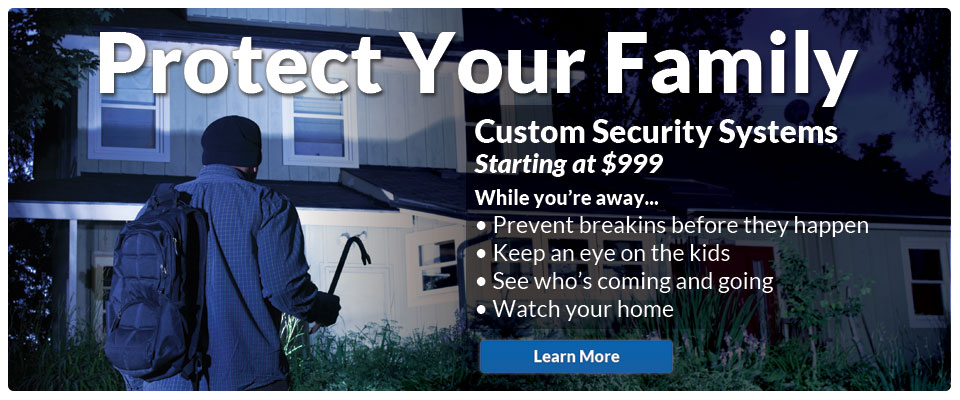 Protect Your Family
Custom Security Systems
Starting at $999
While you're away...
• Prevent breakins before they happen
• Keep an eye on the kids
• See who's coming and going
• Watch your home
Learn More